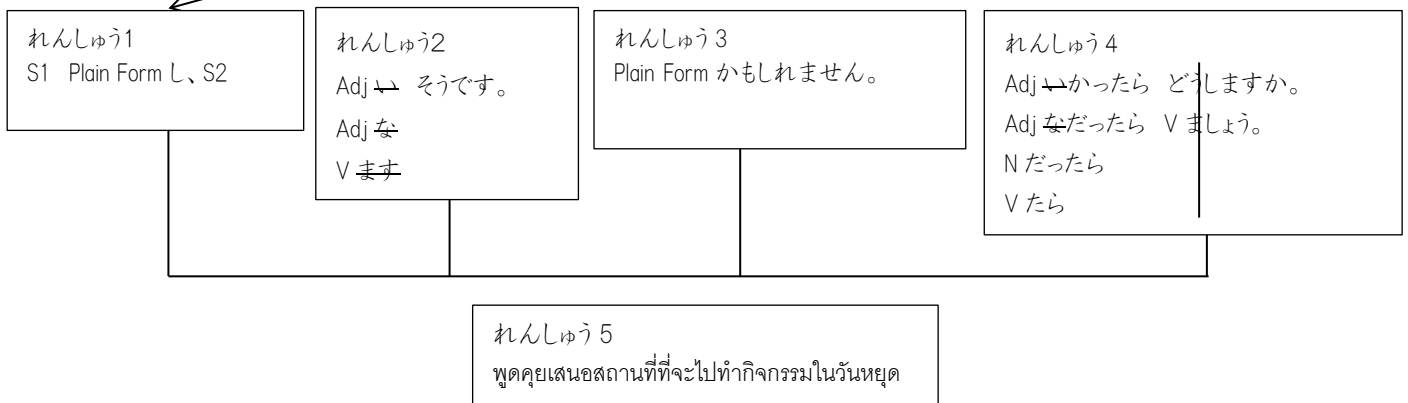 れんしゅう1
S1 Plain Form し、S2
れんしゅう2
Adj い そうです。
Adj な
V ます
れんしゅう3
Plain Form かもしれません。
れんしゅう4
Adj いかったら どうしますか。
Adj なだったら V ましょう。
N だったら
V たら
れんしゅう5
พูดคุยเสนอสถานที่ที่จะไปทำกิจกรรมในวันหยุด